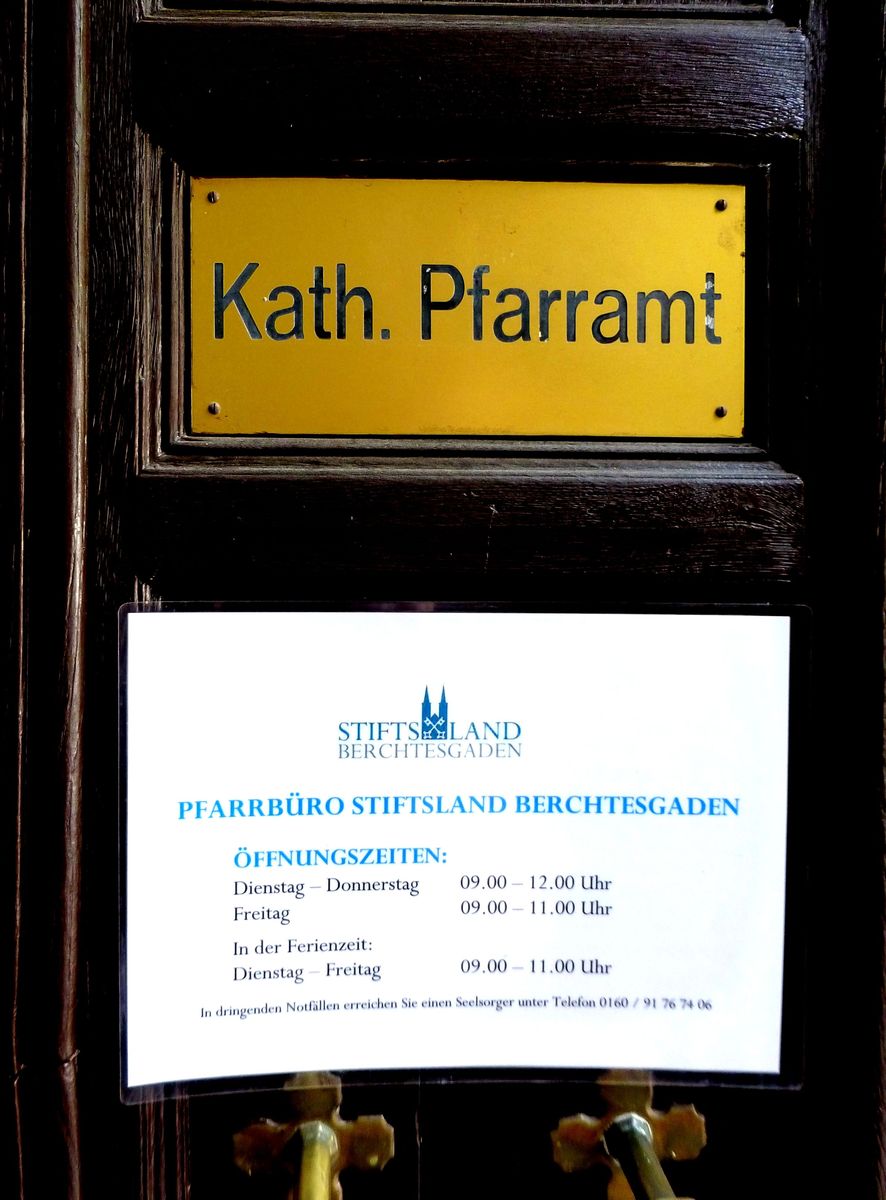 Kath. Pfarramt
STIFTSLAND
BERCHTESGADEN
PFARRBÜRO STIFTSLAND BERCHTESGADEN
ÖFFNUNGSZEITEN:
Dienstag – Donnerstag 09.00 – 12.00 Uhr
Freitag 09.00 – 11.00 Uhr
In der Ferienzeit:
Dienstag – Freitag 09.00 – 11.00 Uhr
In dringenden Notfällen erreichen Sie einen Seelsorger unter Telefon 0160 / 91 76 74 06